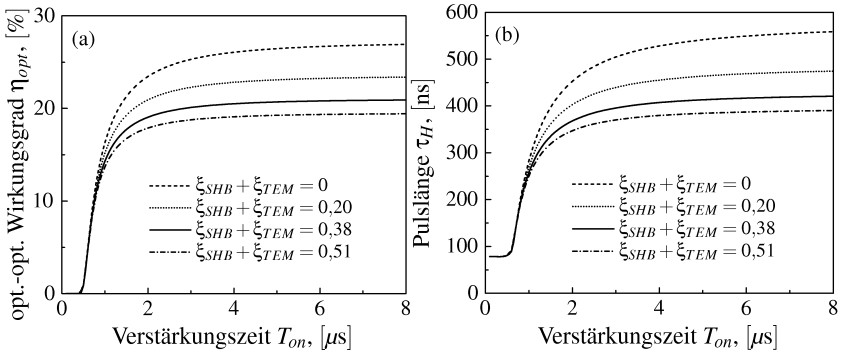 (a)
opt.-opt. Wirkungsgrad η_opt, [%]
30
20
10
0
ξ_SHB + ξ_TEM = 0
ξ_SHB + ξ_TEM = 0,20
ξ_SHB + ξ_TEM = 0,38
ξ_SHB + ξ_TEM = 0,51
0 2 4 6 8
Verstärkungszeit T_on, [μs]
(b)
Pulslänge τ_H, [ns]
600
500
400
300
200
100
0
ξ_SHB + ξ_TEM = 0
ξ_SHB + ξ_TEM = 0,20
ξ_SHB + ξ_TEM = 0,38
ξ_SHB + ξ_TEM = 0,51
0 2 4 6 8
Verstärkungszeit T_on, [μs]